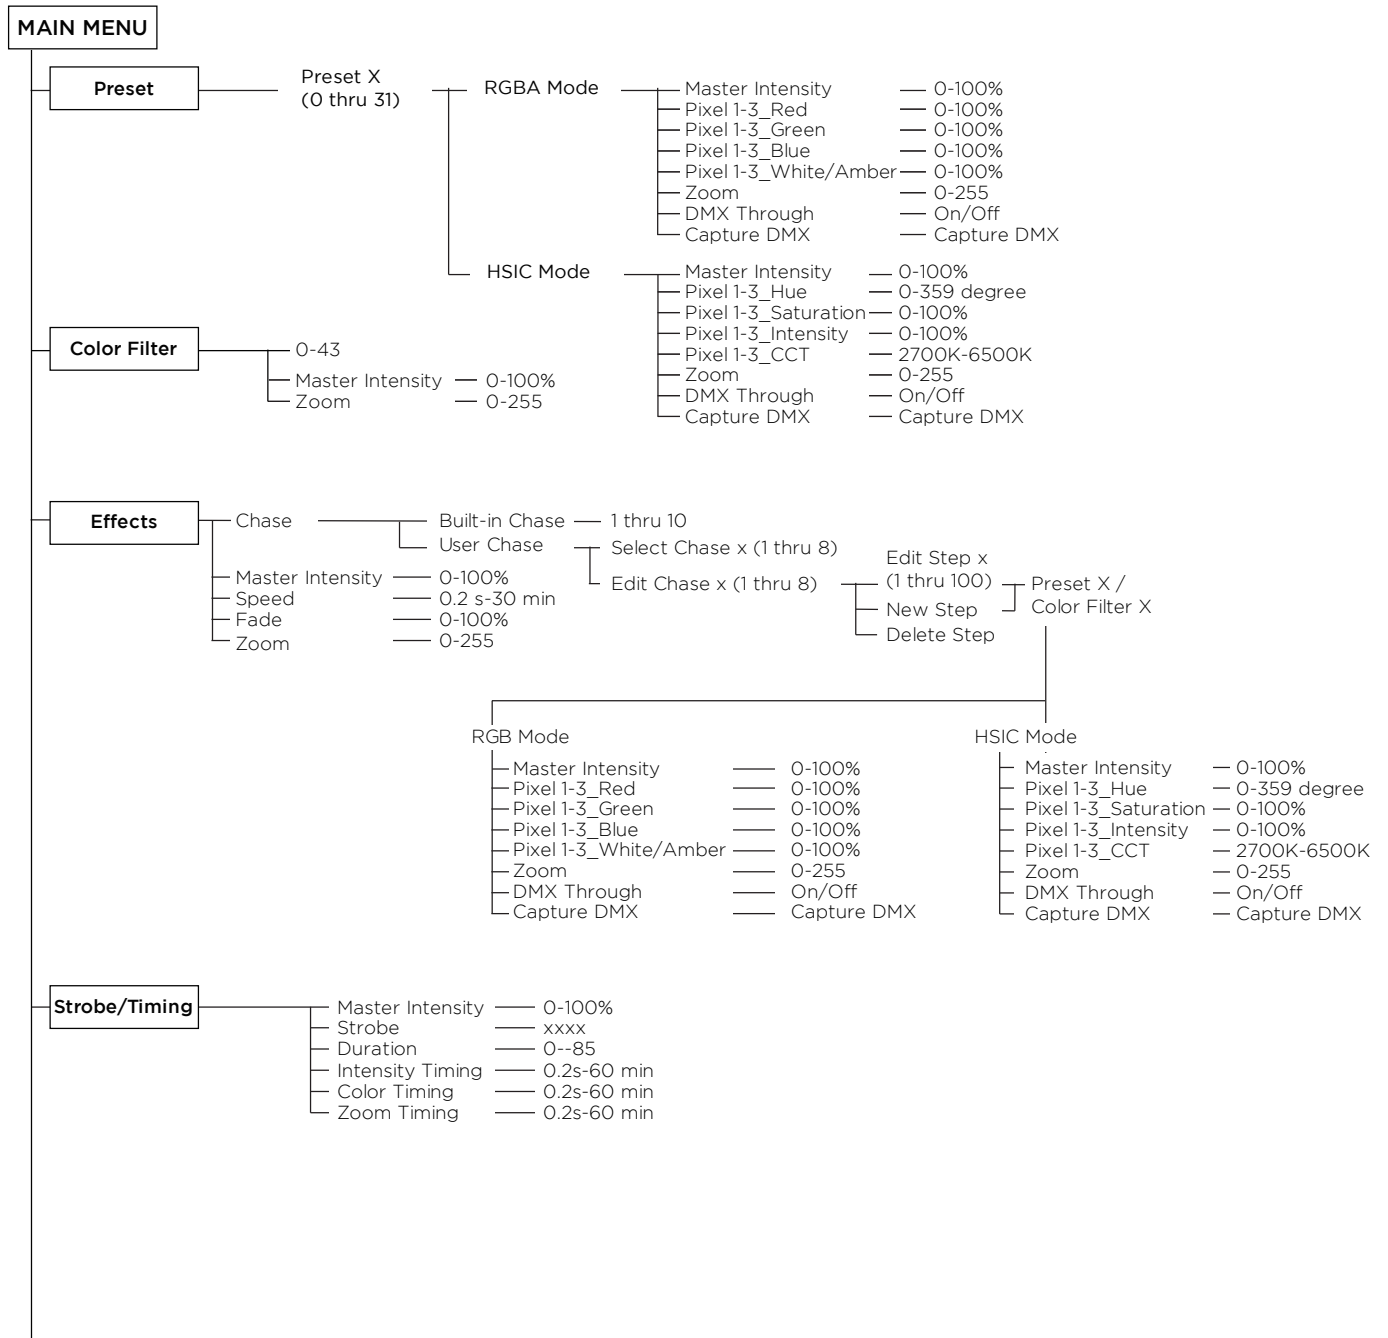 MAIN MENU
Preset
Preset X
(0 thru 31)
RGBA Mode
Master Intensity 0-100%
Pixel 1-3_Red 0-100%
Pixel 1-3_Green 0-100%
Pixel 1-3_Blue 0-100%
Pixel 1-3_White/Amber 0-100%
Zoom 0-255
DMX Through On/Off
Capture DMX Capture DMX
HSIC Mode
Master Intensity 0-100%
Pixel 1-3_Hue 0-359 degree
Pixel 1-3_Saturation 0-100%
Pixel 1-3_Intensity 0-100%
Pixel 1-3_CCT 2700K-6500K
Zoom 0-255
DMX Through On/Off
Capture DMX Capture DMX
Color Filter
0-43
Master Intensity 0-100%
Zoom 0-255
Effects
Chase
Built-in Chase 1 thru 10
User Chase
Select Chase x (1 thru 8)
Edit Chase x (1 thru 8)
Edit Step x
(1 thru 100)
New Step
Delete Step
Preset X /
Color Filter X
Master Intensity 0-100%
Speed 0.2 s-30 min
Fade 0-100%
Zoom 0-255
RGB Mode
Master Intensity 0-100%
Pixel 1-3_Red 0-100%
Pixel 1-3_Green 0-100%
Pixel 1-3_Blue 0-100%
Pixel 1-3_White/Amber 0-100%
Zoom 0-255
DMX Through On/Off
Capture DMX Capture DMX
HSIC Mode
Master Intensity 0-100%
Pixel 1-3_Hue 0-359 degree
Pixel 1-3_Saturation 0-100%
Pixel 1-3_Intensity 0-100%
Pixel 1-3_CCT 2700K-6500K
Zoom 0-255
DMX Through On/Off
Capture DMX Capture DMX
Strobe/Timing
Master Intensity 0-100%
Strobe xxxx
Duration 0--85
Intensity Timing 0.2s-60 min
Color Timing 0.2s-60 min
Zoom Timing 0.2s-60 min